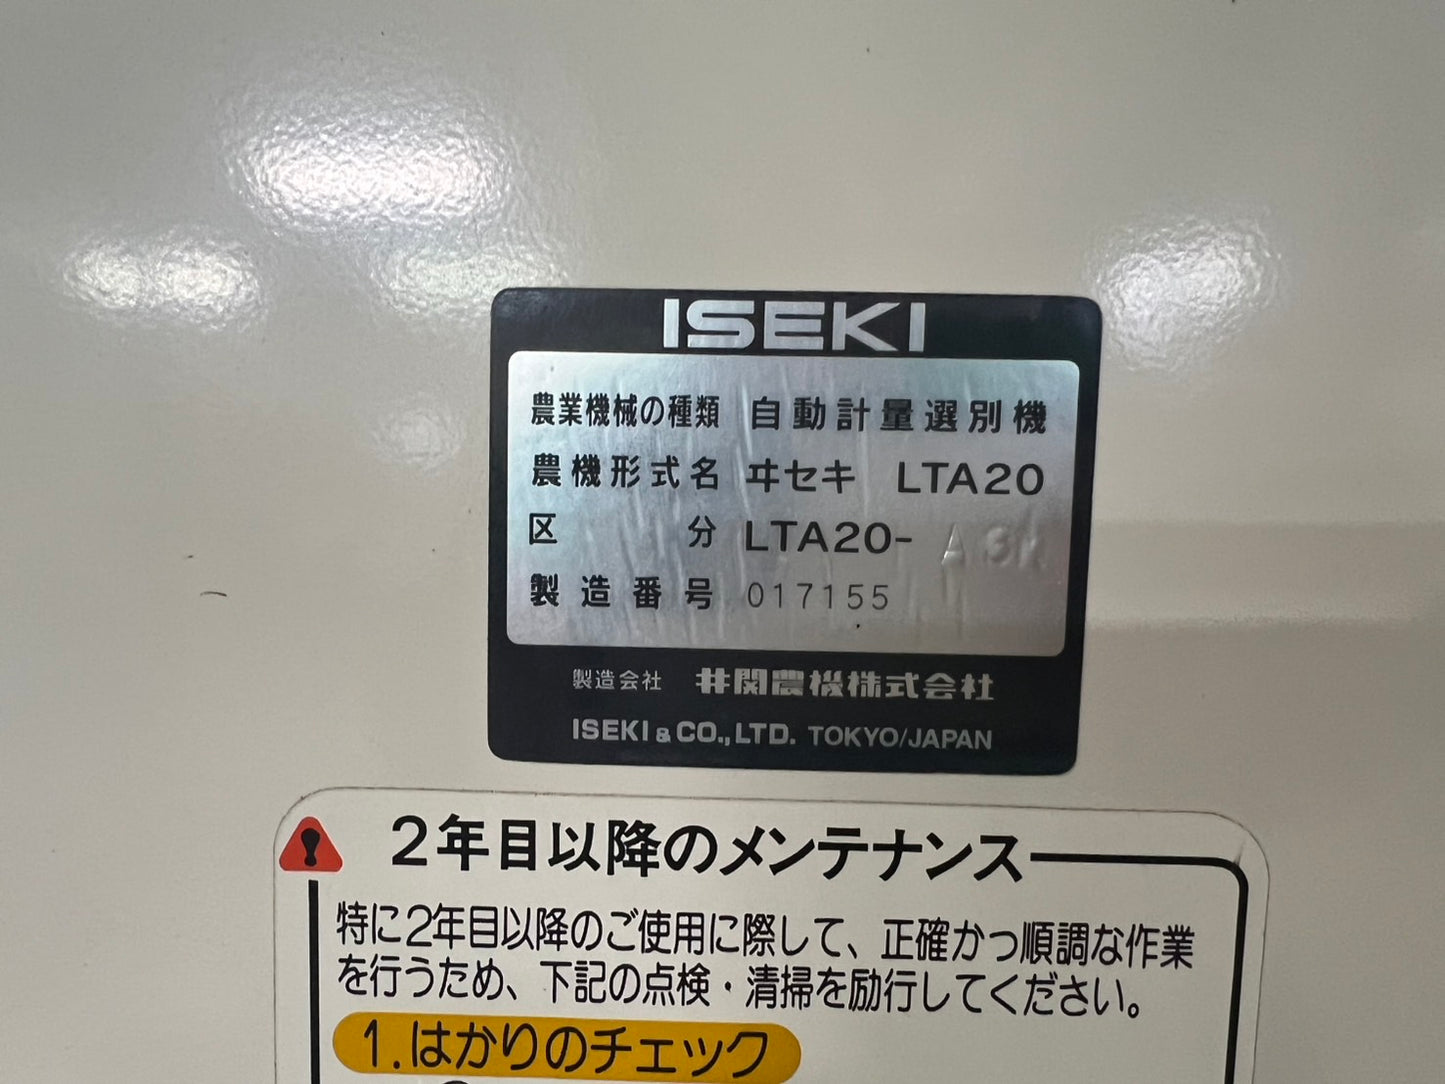 ISEKI
農業機械の種類 自動計量選別機
農機形式名 ヰセキ LTA20
区分 LTA20-
製造番号 017155
製造会社 井関農機株式会社
ISEKI & CO.,LTD. TOKYO/JAPAN
2年目以降のメンテナンス
特に2年目以降のご使用に際して、正確かつ順調な作業
を行うため、下記の点検・清掃を励行してください。
1.はかりのチェック